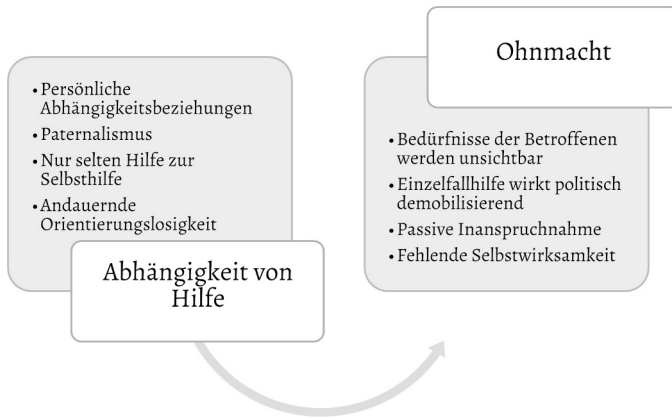 • Persönliche
Abhängigkeitsbeziehungen
• Paternalismus
• Nur selten Hilfe zur
Selbsthilfe
• Andauernde
Orientierungslosigkeit
Abhängigkeit von
Hilfe
Ohnmacht
• Bedürfnisse der Betroffenen
werden unsichtbar
• Einzelfallhilfe wirkt politisch
demobilisierend
• Passive Inanspruchnahme
• Fehlende Selbstwirksamkeit